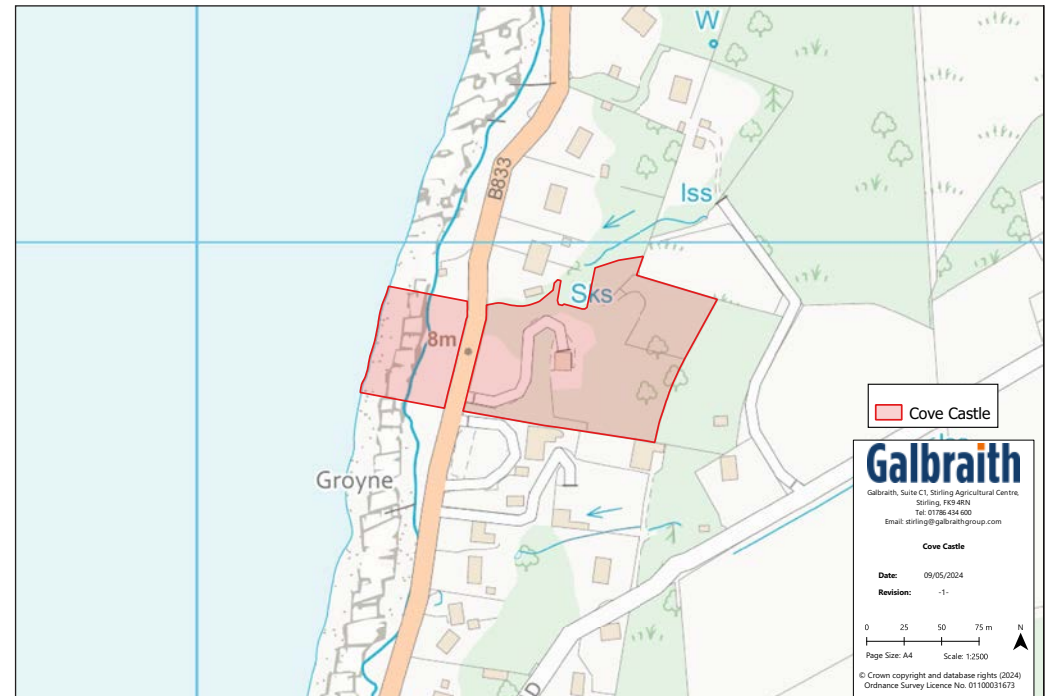 W
B833
Iss
Sks
8m
Groyne
Cove Castle
Galbraith
Galbraith, Suite C1, Stirling Agricultural Centre,
Stirling, FK9 4RN
Tel: 01786 434 600
Email: stirling@galbraithgroup.com
Cove Castle
Date: 09/05/2024
Revision: -1-
0 25 50 75 m N
Page Size: A4 Scale: 1:2500
© Crown copyright and database rights (2024)
Ordnance Survey Licence No. 01100031673